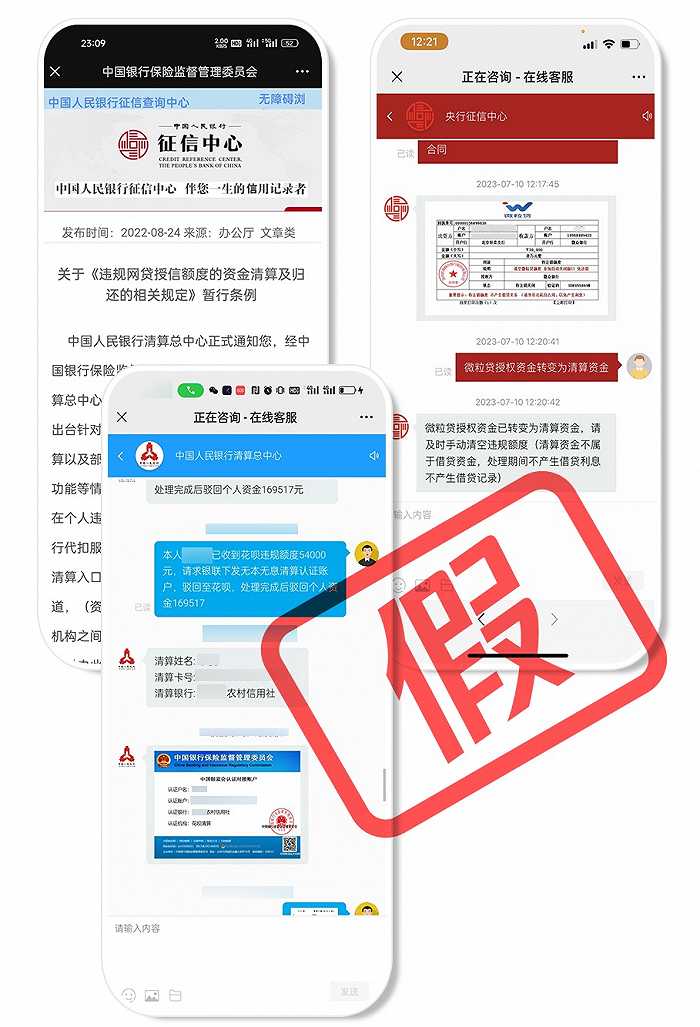 23:09
2.00 KB/S HD 4G 5G 52
中国银行保险监督管理委员会
中国人民银行征信查询中心
无障碍浏
中国人民银行
征信中心
CREDIT REFERENCE CENTER,
THE PEOPLE'S BANK OF CHINA
中国人民银行征信中心 伴您一生的信用记录者
发布时间：2022-08-24 来源：办公厅 文章类
关于《违规网贷授信额度的资金清算及归
还的相关规定》暂行条例
中国人民银行清算总中心正式通知您，经中
国银行保险监
算总中心
出台针对
算以及部
功能等情
在个人违
行代扣服
清算入口
道，（资
机构之间
12:21
正在咨询 - 在线客服
央行征信中心
已读
合同
2023-07-10 12:17:45
2023-07-10 12:20:41
已读
微粒贷授权资金转变为清算资金
2023-07-10 12:20:42
微粒贷授权资金已转变为清算资金，请
及时手动清空违规额度（清算资金不属
于借贷资金，处理期间不产生借贷利息
不产生借贷记录）
输入内容
正在咨询 - 在线客服
中国人民银行清算总中心
处理完成后驳回个人资金169517元
本人 已收到花呗违规额度54000
元，请求银联下发无本无息清算认证账
户，驳回至花呗，处理完成后驳回个人资
金169517
已读
清算姓名:
清算卡号:
清算银行: 农村信用社
中国银行保险监督管理委员会
China Banking and Insurance Regulatory Commission
中国银保监会认证对接账户
认证户名:
认证账户:
认证银行: 农村信用社
认证机构: 花呗清算
请输入内容
发送
假